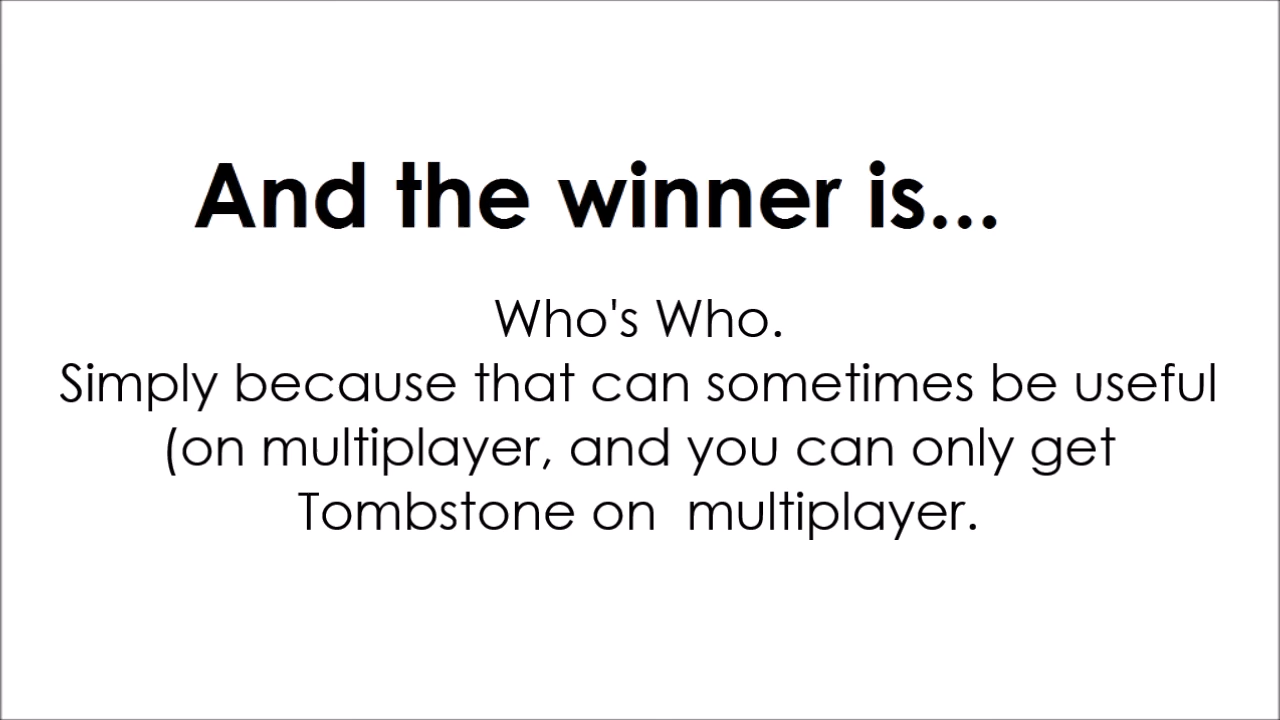 And the winner is...
Who's Who.
Simply because that can sometimes be useful
(on multiplayer, and you can only get
Tombstone on  multiplayer.